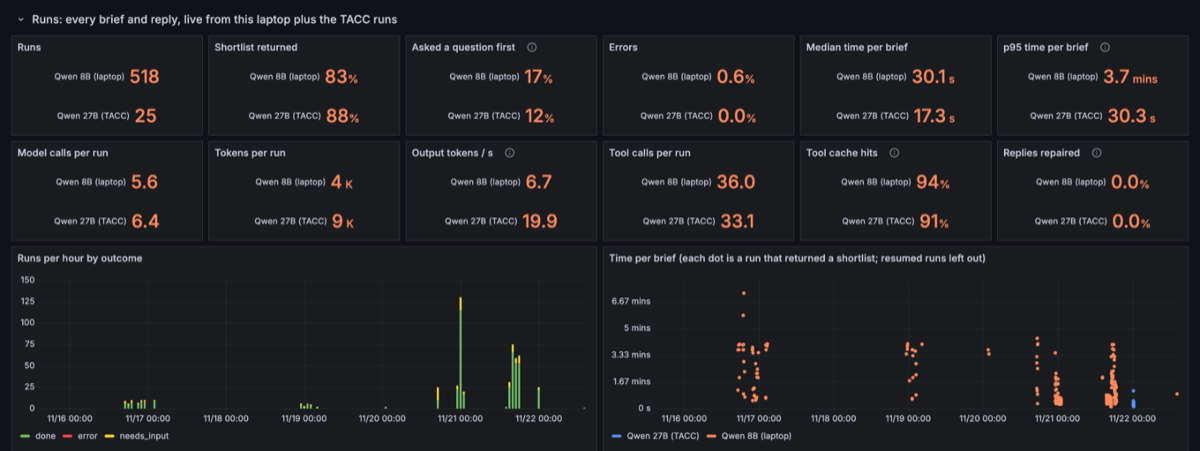 Runs: every brief and reply, live from this laptop plus the TACC runs
Runs
Qwen 8B (laptop) 518
Qwen 27B (TACC) 25
Shortlist returned
Qwen 8B (laptop) 83%
Qwen 27B (TACC) 88%
Asked a question first
Qwen 8B (laptop) 17%
Qwen 27B (TACC) 12%
Errors
Qwen 8B (laptop) 0.6%
Qwen 27B (TACC) 0.0%
Median time per brief
Qwen 8B (laptop) 30.1 s
Qwen 27B (TACC) 17.3 s
p95 time per brief
Qwen 8B (laptop) 3.7 mins
Qwen 27B (TACC) 30.3 s
Model calls per run
Qwen 8B (laptop) 5.6
Qwen 27B (TACC) 6.4
Tokens per run
Qwen 8B (laptop) 4 K
Qwen 27B (TACC) 9 K
Output tokens / s
Qwen 8B (laptop) 6.7
Qwen 27B (TACC) 19.9
Tool calls per run
Qwen 8B (laptop) 36.0
Qwen 27B (TACC) 33.1
Tool cache hits
Qwen 8B (laptop) 94%
Qwen 27B (TACC) 91%
Replies repaired
Qwen 8B (laptop) 0.0%
Qwen 27B (TACC) 0.0%
Runs per hour by outcome
150
125
100
75
50
25
0
11/16 00:00 11/17 00:00 11/18 00:00 11/19 00:00 11/20 00:00 11/21 00:00 11/22 00:00
done error needs_input
Time per brief (each dot is a run that returned a shortlist; resumed runs left out)
6.67 mins
5 mins
3.33 mins
1.67 mins
0 s
11/16 00:00 11/17 00:00 11/18 00:00 11/19 00:00 11/20 00:00 11/21 00:00 11/22 00:00
Qwen 27B (TACC) Qwen 8B (laptop)